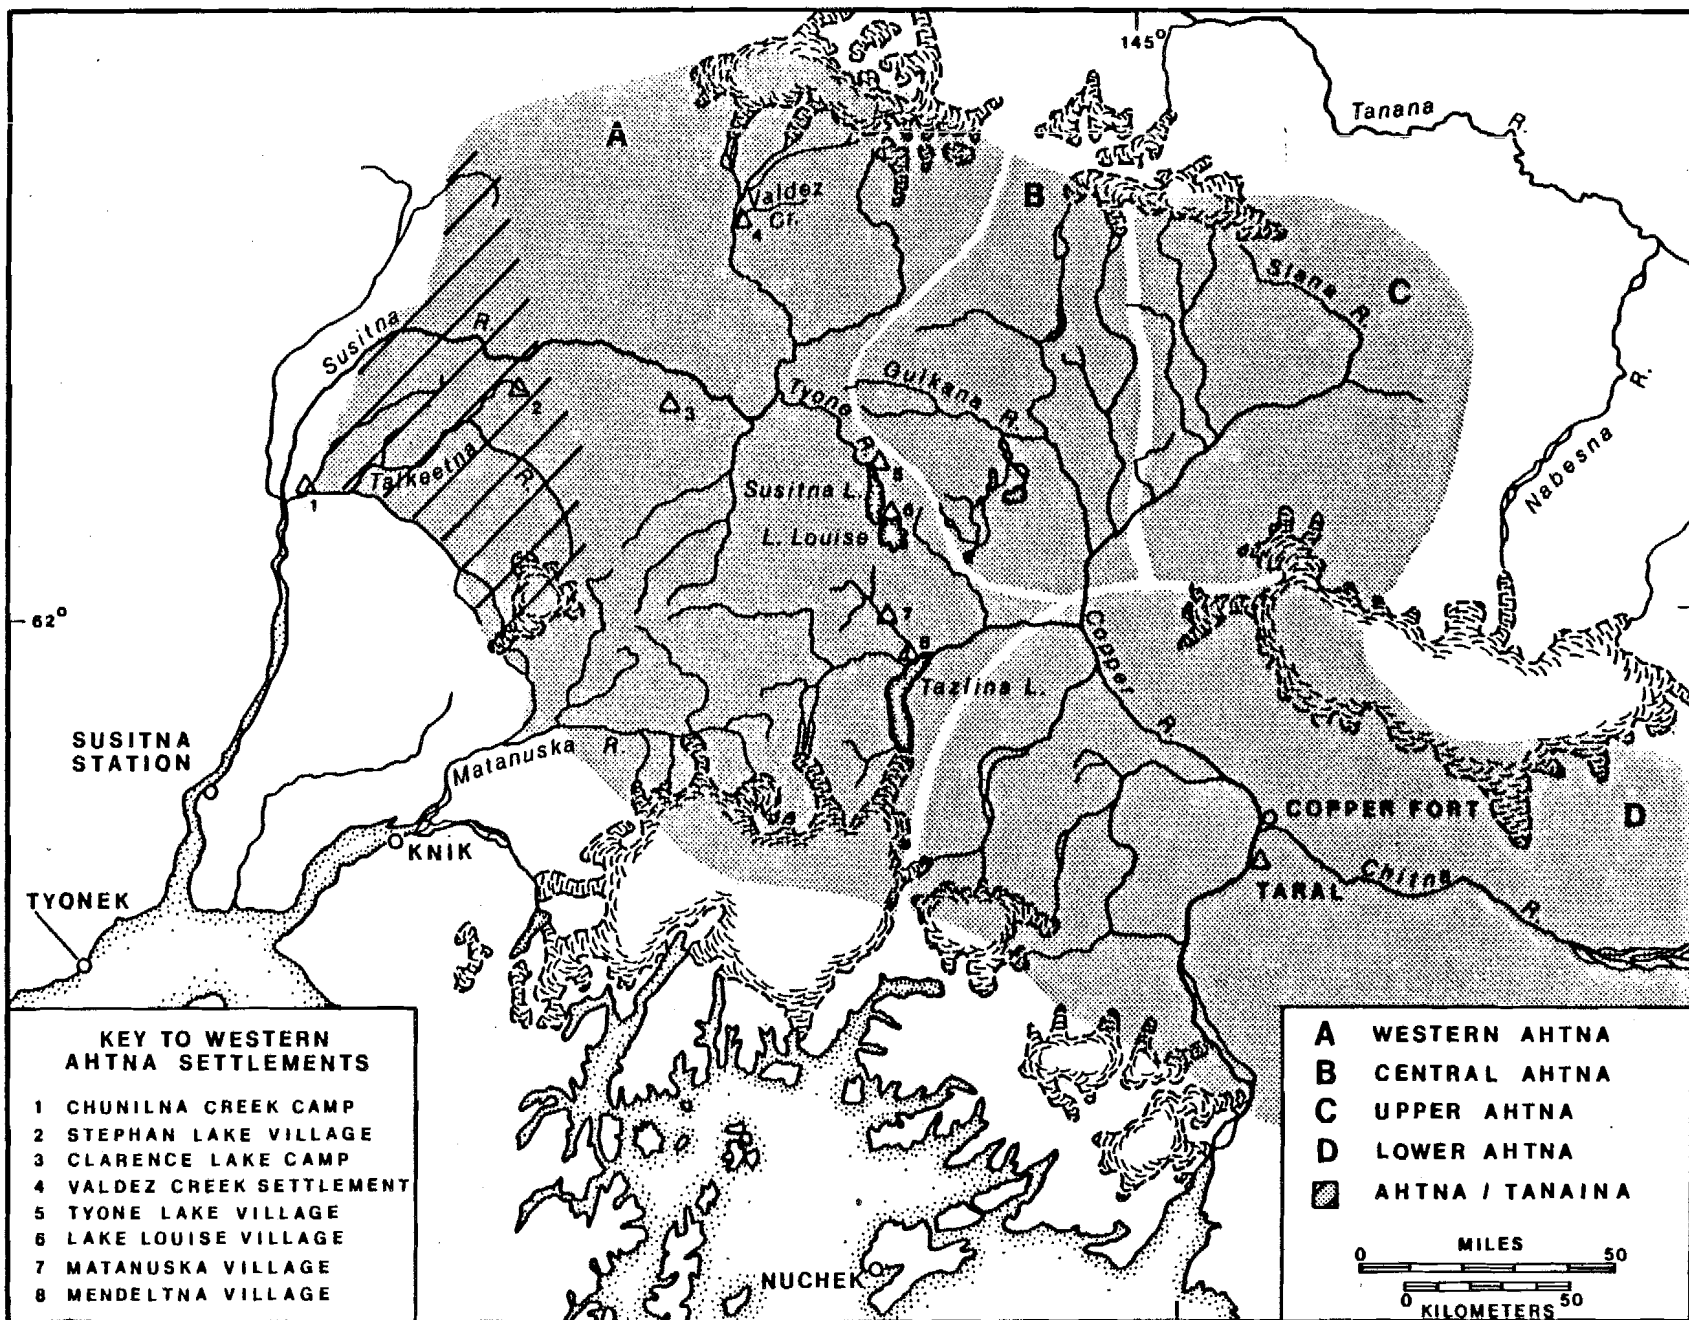 145°
Tanana R.
A
B
C
Valdez Cr.
4
Slana R.
Susitna R.
Gulkana R.
Tyone R.
2
3
Talkeetna R.
Nabesna R.
1
5
Susitna L.
6
L. Louise
62°
7
8
Copper R.
Tazlina L.
SUSITNA
STATION
Matanuska R.
COPPER FORT
D
KNIK
Chitna R.
TARAL
TYONEK
NUCHEK
KEY TO WESTERN
AHTNA SETTLEMENTS
1 CHUNILNA CREEK CAMP
2 STEPHAN LAKE VILLAGE
3 CLARENCE LAKE CAMP
4 VALDEZ CREEK SETTLEMENT
5 TYONE LAKE VILLAGE
6 LAKE LOUISE VILLAGE
7 MATANUSKA VILLAGE
8 MENDELTNA VILLAGE
A WESTERN AHTNA
B CENTRAL AHTNA
C UPPER AHTNA
D LOWER AHTNA
AHTNA / TANAINA
MILES
0 50
0 50
KILOMETERS